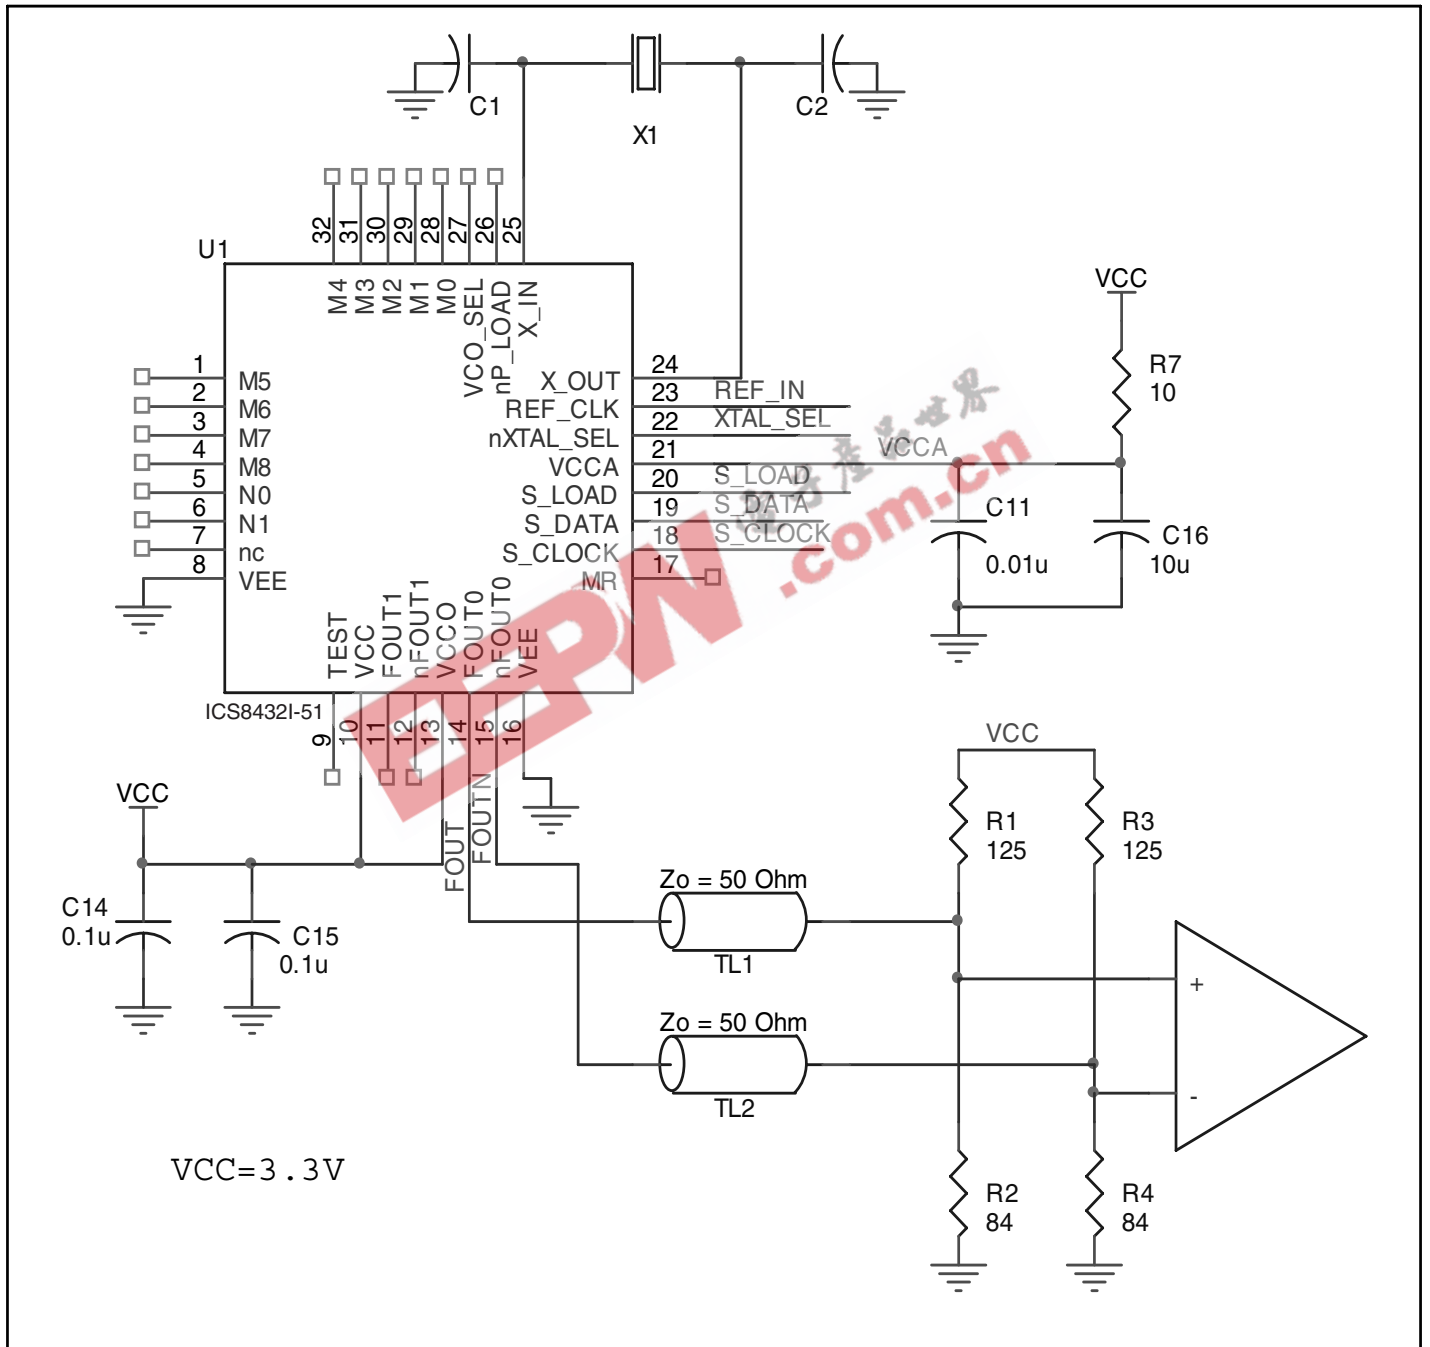 C1
X1
C2
32
31
30
29
28
27
26
25
U1
M4
M3
M2
M1
M0
VCO_SEL
nP_LOAD
X_IN
VCC
R7
10
1
2
3
4
5
6
7
8
M5
M6
M7
M8
N0
N1
nc
VEE
X_OUT
REF_CLK
nXTAL_SEL
VCCA
S_LOAD
S_DATA
S_CLOCK
MR
24
23
22
21
20
19
18
17
REF_IN
XTAL_SEL
VCCA
S_LOAD
S_DATA
S_CLOCK
C11
0.01u
C16
10u
TEST
VCC
FOUT1
nFOUT1
VCCO
FOUT0
nFOUT0
VEE
ICS8432I-51
9
10
11
12
13
14
15
16
EEPW
.com.cn
电子產品世界
VCC
FOUT
FOUTN
C14
0.1u
C15
0.1u
VCC
R1
125
R3
125
Zo = 50 Ohm
TL1
Zo = 50 Ohm
TL2
+
-
VCC=3.3V
R2
84
R4
84